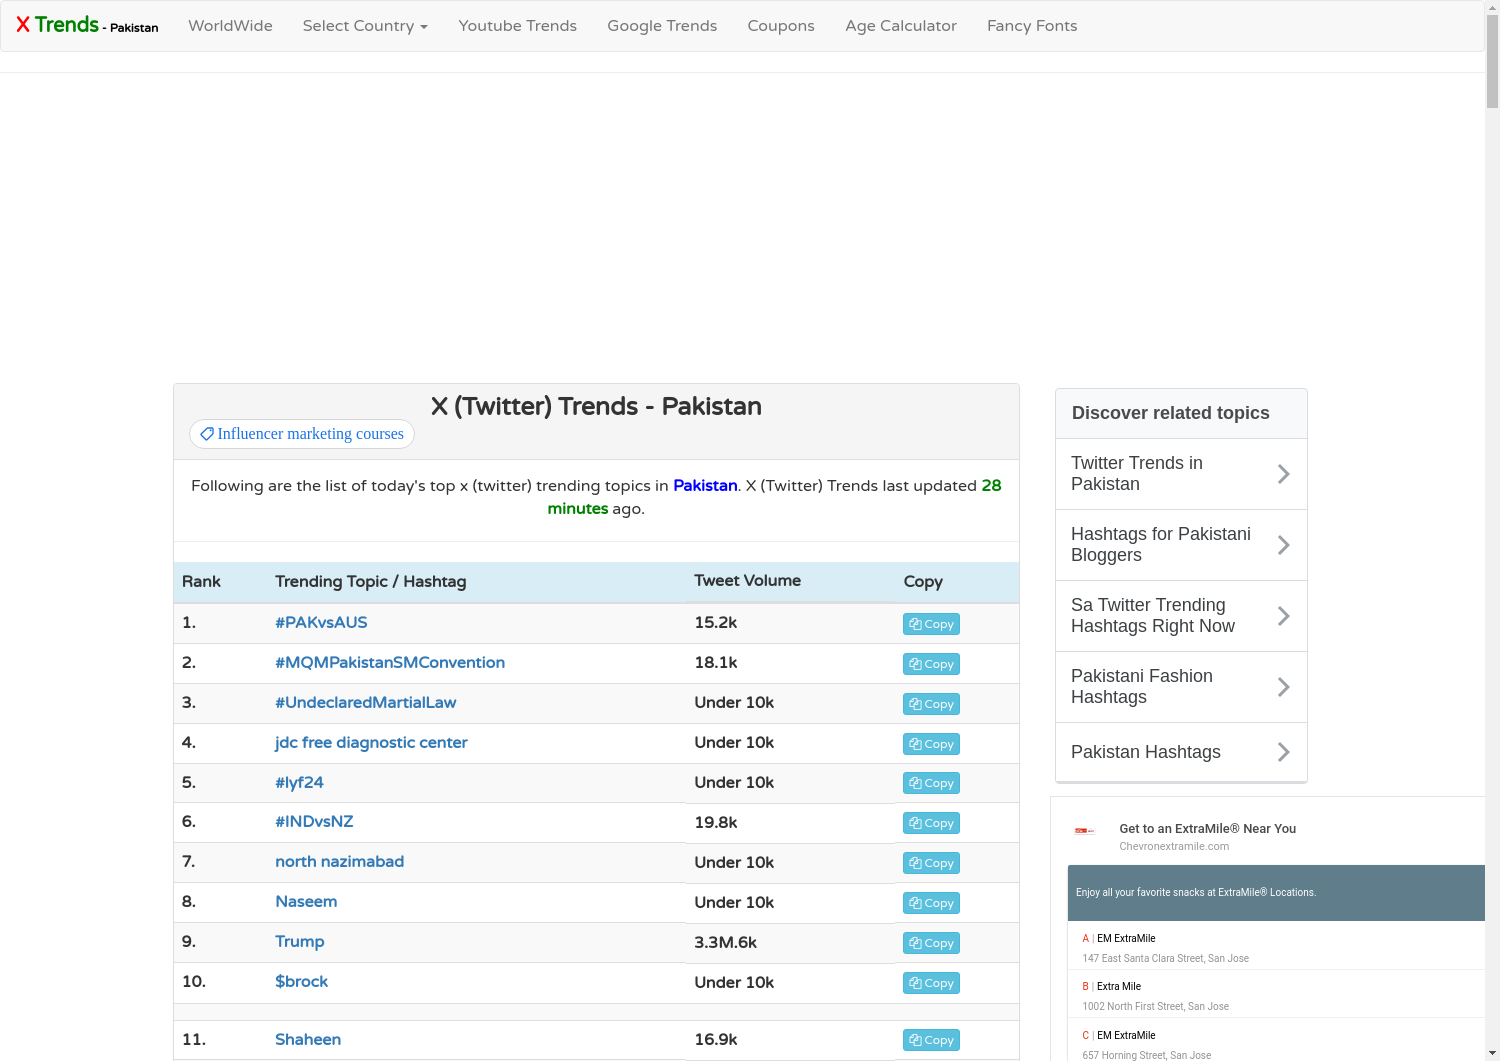 X Trends - Pakistan WorldWide Select Country Youtube Trends Google Trends Coupons Age Calculator Fancy Fonts
X (Twitter) Trends - Pakistan
Influencer marketing courses
Following are the list of today's top x (twitter) trending topics in Pakistan. X (Twitter) Trends last updated 28
minutes ago.
Rank Trending Topic / Hashtag Tweet Volume Copy
1. #PAKvsAUS 15.2k Copy
2. #MQMPakistanSMConvention 18.1k Copy
3. #UndeclaredMartialLaw Under 10k Copy
4. jdc free diagnostic center Under 10k Copy
5. #lyf24 Under 10k Copy
6. #INDvsNZ 19.8k Copy
7. north nazimabad Under 10k Copy
8. Naseem Under 10k Copy
9. Trump 3.3M.6k Copy
10. $brock Under 10k Copy
11. Shaheen 16.9k Copy
Discover related topics
Twitter Trends in
Pakistan
Hashtags for Pakistani
Bloggers
Sa Twitter Trending
Hashtags Right Now
Pakistani Fashion
Hashtags
Pakistan Hashtags
Get to an ExtraMile® Near You
Chevronextramile.com
Enjoy all your favorite snacks at ExtraMile® Locations.
A | EM ExtraMile
147 East Santa Clara Street, San Jose
B | Extra Mile
1002 North First Street, San Jose
C | EM ExtraMile
657 Horning Street, San Jose